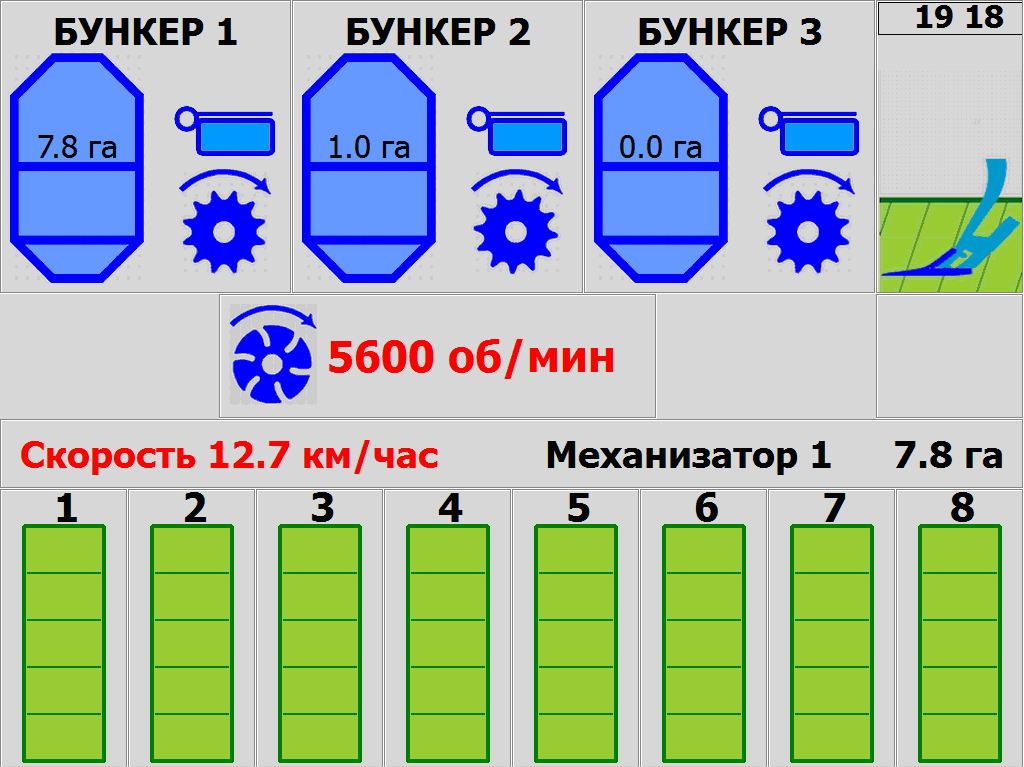 БУНКЕР 1
БУНКЕР 2
БУНКЕР 3
19 18
7.8 га
1.0 га
0.0 га
5600 об/мин
Скорость 12.7 км/час
Механизатор 1
7.8 га
1 2 3 4 5 6 7 8